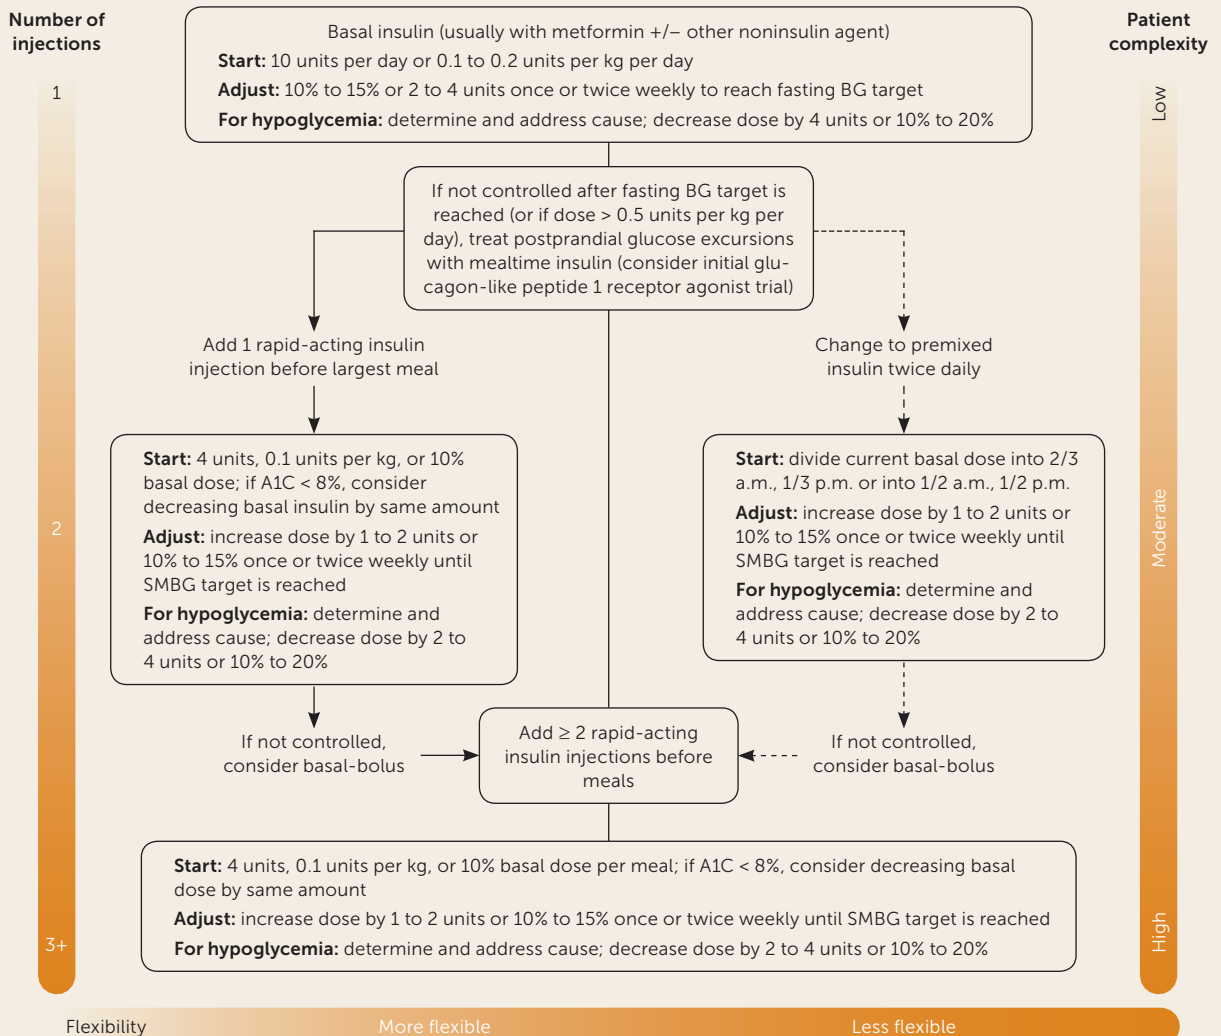 Number of
injections
Patient
complexity
Basal insulin (usually with metformin +/− other noninsulin agent)
Start: 10 units per day or 0.1 to 0.2 units per kg per day
Adjust: 10% to 15% or 2 to 4 units once or twice weekly to reach fasting BG target
For hypoglycemia: determine and address cause; decrease dose by 4 units or 10% to 20%
1
Low
If not controlled after fasting BG target is
reached (or if dose > 0.5 units per kg per
day), treat postprandial glucose excursions
with mealtime insulin (consider initial glu-
cagon-like peptide 1 receptor agonist trial)
Add 1 rapid-acting insulin
injection before largest meal
Change to premixed
insulin twice daily
Start: 4 units, 0.1 units per kg, or 10%
basal dose; if A1C < 8%, consider
decreasing basal insulin by same amount
Adjust: increase dose by 1 to 2 units or
10% to 15% once or twice weekly until
SMBG target is reached
For hypoglycemia: determine and
address cause; decrease dose by 2 to
4 units or 10% to 20%
Start: divide current basal dose into 2/3
a.m., 1/3 p.m. or into 1/2 a.m., 1/2 p.m.
Adjust: increase dose by 1 to 2 units or
10% to 15% once or twice weekly until
SMBG target is reached
For hypoglycemia: determine and
address cause; decrease dose by 2 to
4 units or 10% to 20%
2
Moderate
If not controlled,
consider basal-bolus
Add ≥ 2 rapid-acting
insulin injections before
meals
If not controlled,
consider basal-bolus
Start: 4 units, 0.1 units per kg, or 10% basal dose per meal; if A1C < 8%, consider decreasing basal
dose by same amount
Adjust: increase dose by 1 to 2 units or 10% to 15% once or twice weekly until SMBG target is reached
For hypoglycemia: determine and address cause; decrease dose by 2 to 4 units or 10% to 20%
3+
High
Flexibility
More flexible
Less flexible